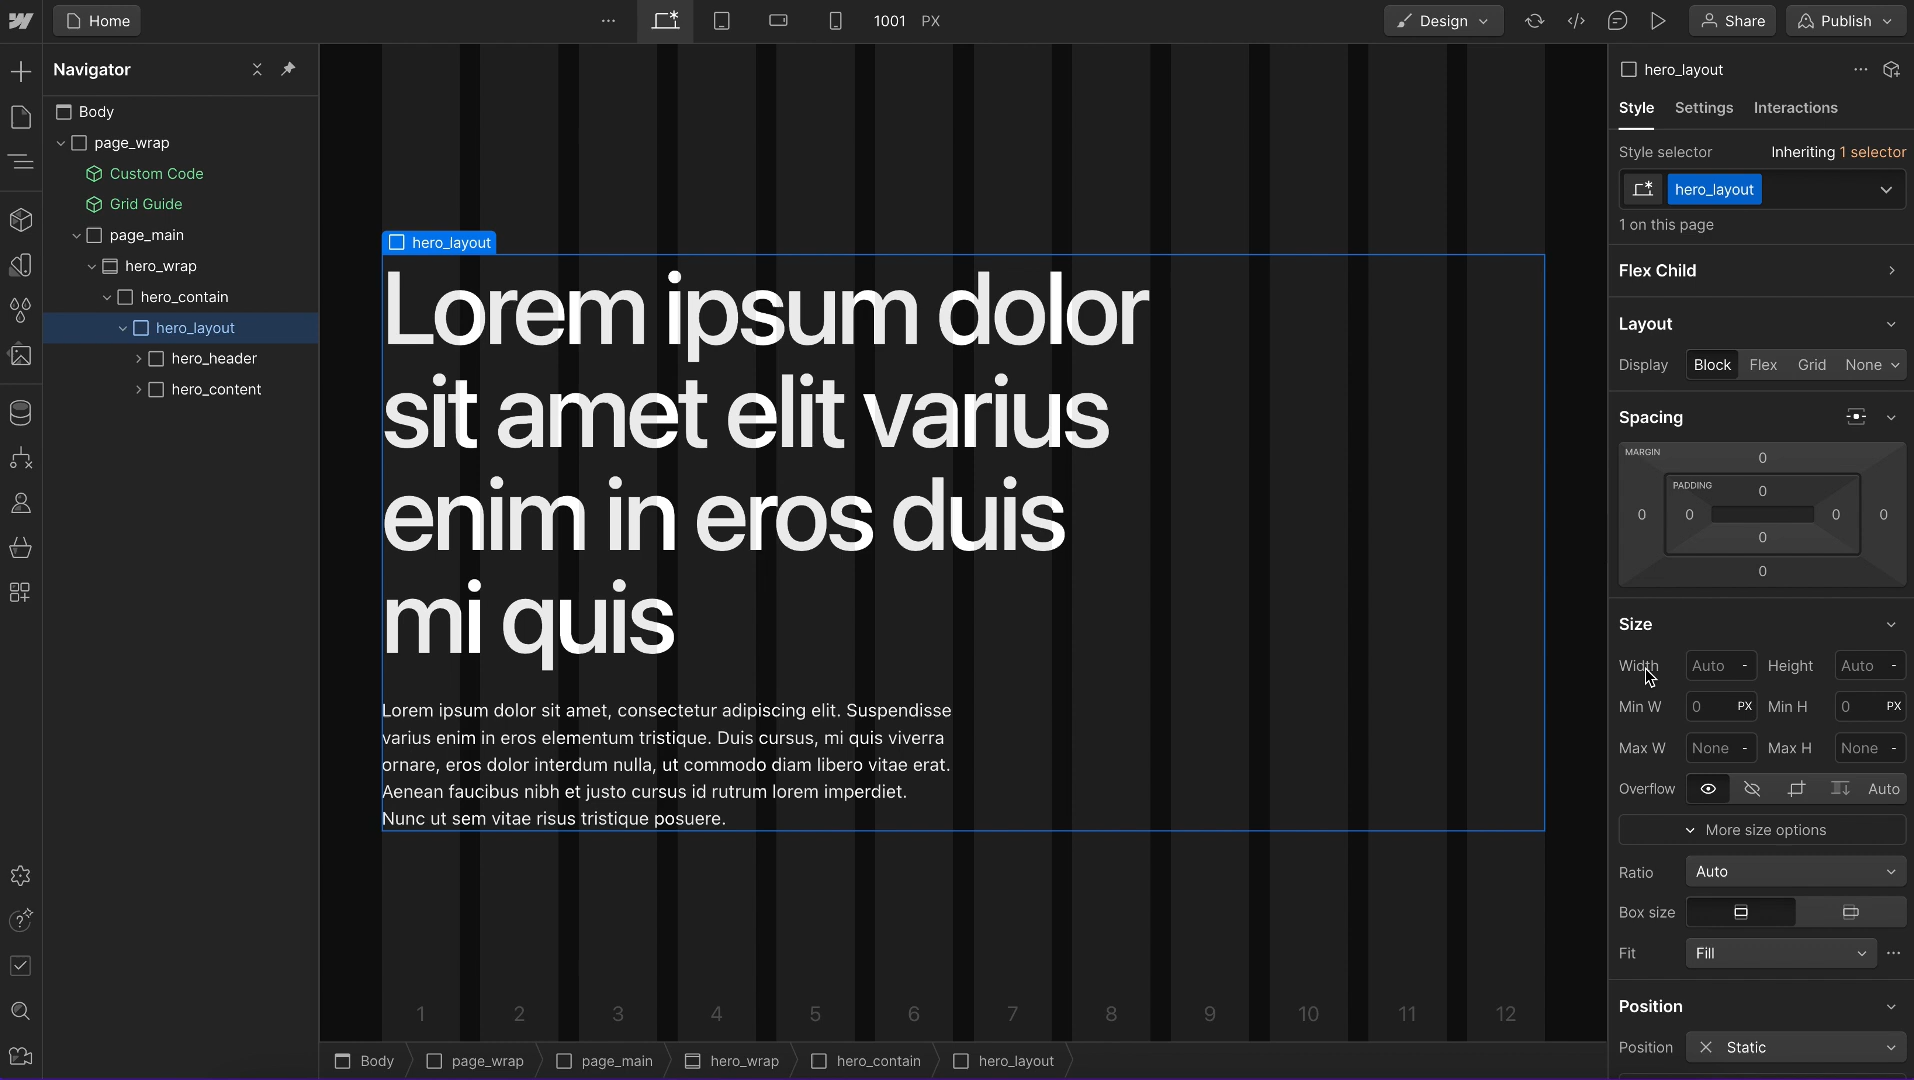 Home
1001 PX
Design
Share
Publish
Navigator
Body
page_wrap
Custom Code
Grid Guide
page_main
hero_wrap
hero_contain
hero_layout
hero_header
hero_content
hero_layout
Lorem ipsum dolor
sit amet elit varius
enim in eros duis
mi quis
Lorem ipsum dolor sit amet, consectetur adipiscing elit. Suspendisse
varius enim in eros elementum tristique. Duis cursus, mi quis viverra
ornare, eros dolor interdum nulla, ut commodo diam libero vitae erat.
Aenean faucibus nibh et justo cursus id rutrum lorem imperdiet.
Nunc ut sem vitae risus tristique posuere.
1 2 3 4 5 6 7 8 9 10 11 12
Body page_wrap page_main hero_wrap hero_contain hero_layout
hero_layout
Style Settings Interactions
Style selector Inheriting 1 selector
hero_layout
1 on this page
Flex Child
Layout
Display Block Flex Grid None
Spacing
MARGIN 0
PADDING 0
0 0 0 0
0
0
Size
Width Auto - Height Auto -
Min W 0 PX Min H 0 PX
Max W None - Max H None -
Overflow Auto
More size options
Ratio Auto
Box size
Fit Fill
Position
Position Static